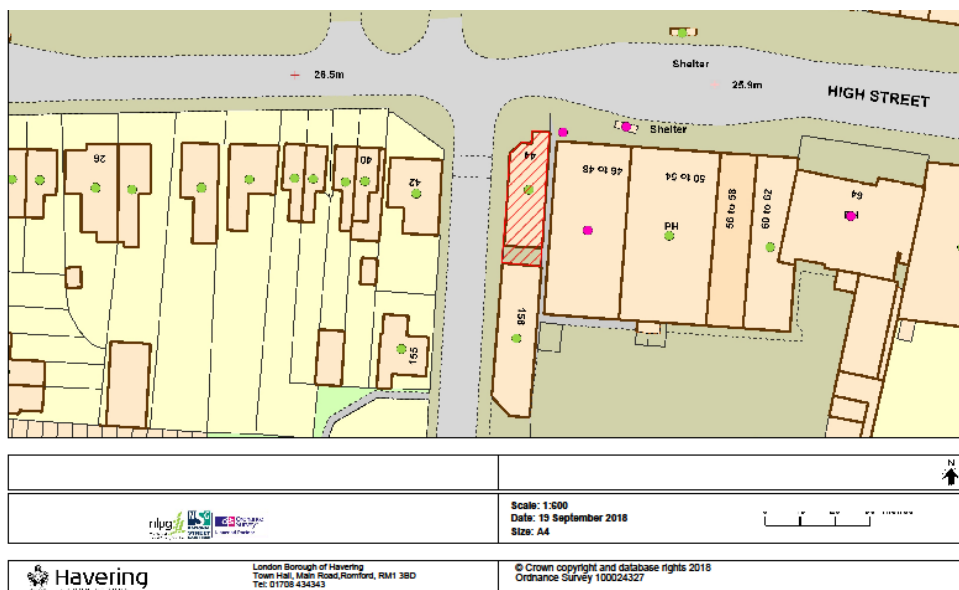 Shelter
26.5m
25.9m
HIGH STREET
Shelter
26
40
42
44
46 to 48
50 to 54
PH
56 to 58
60 to 62
64
158
155
N
nlpg
NSG
STREET
Scale: 1:600
Date: 19 September 2018
Size: A4
Havering
London Borough of Havering
Town Hall, Main Road,Romford, RM1 3BD
Tel: 01708 434343
© Crown copyright and database rights 2018
Ordnance Survey 100024327